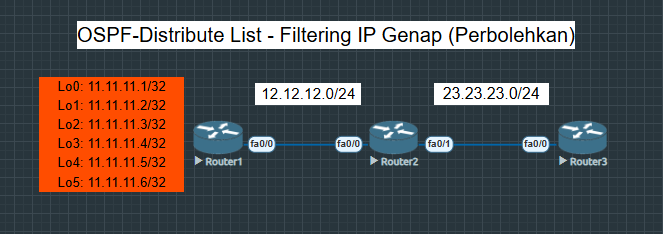 OSPF-Distribute List - Filtering IP Genap (Perbolehkan)
Lo0: 11.11.11.1/32
Lo1: 11.11.11.2/32
Lo2: 11.11.11.3/32
Lo3: 11.11.11.4/32
Lo4: 11.11.11.5/32
Lo5: 11.11.11.6/32
12.12.12.0/24
23.23.23.0/24
fa0/0
fa0/0
fa0/1
fa0/0
Router1
Router2
Router3